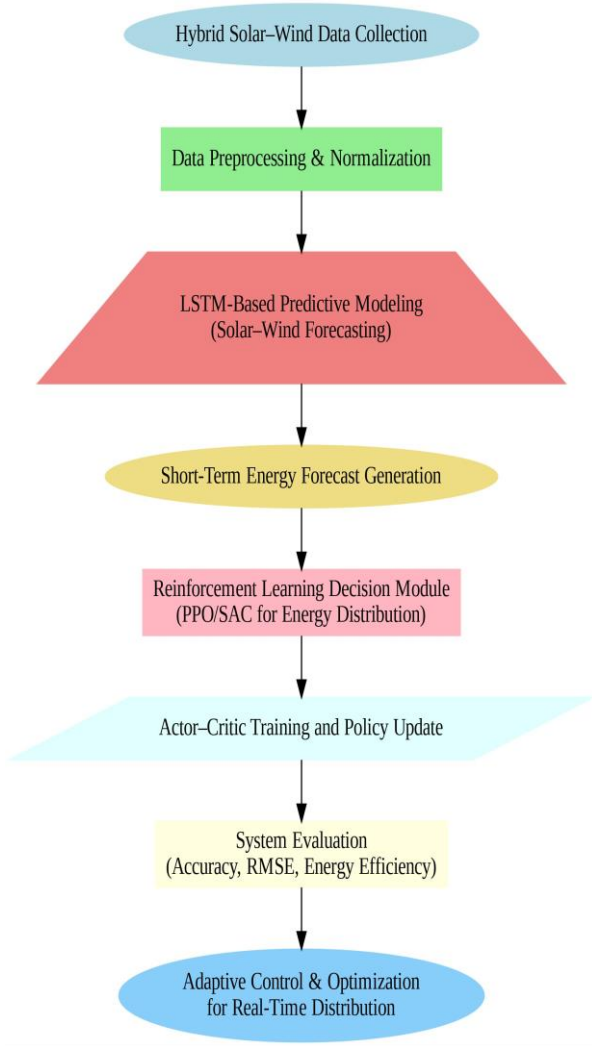 Hybrid Solar–Wind Data Collection
Data Preprocessing & Normalization
LSTM-Based Predictive Modeling
(Solar–Wind Forecasting)
Short-Term Energy Forecast Generation
Reinforcement Learning Decision Module
(PPO/SAC for Energy Distribution)
Actor–Critic Training and Policy Update
System Evaluation
(Accuracy, RMSE, Energy Efficiency)
Adaptive Control & Optimization
for Real-Time Distribution